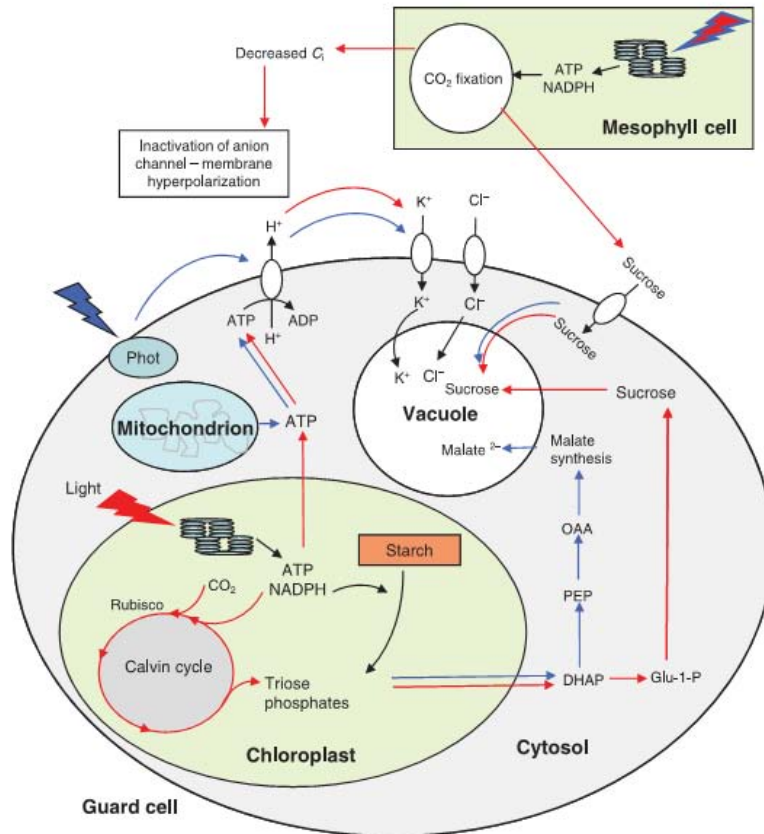 Decreased Ci
CO2 fixation
ATP
NADPH
Mesophyll cell
Inactivation of anion
channel – membrane
hyperpolarization
H+
K+
Cl–
Sucrose
ATP
ADP
H+
K+
Cl–
Sucrose
Phot
K+
Cl–
Sucrose
Sucrose
Vacuole
Mitochondrion
ATP
Malate 2–
Malate
synthesis
Light
OAA
Starch
ATP
NADPH
CO2
PEP
Rubisco
Calvin cycle
Triose
phosphates
DHAP
Glu-1-P
Chloroplast
Cytosol
Guard cell